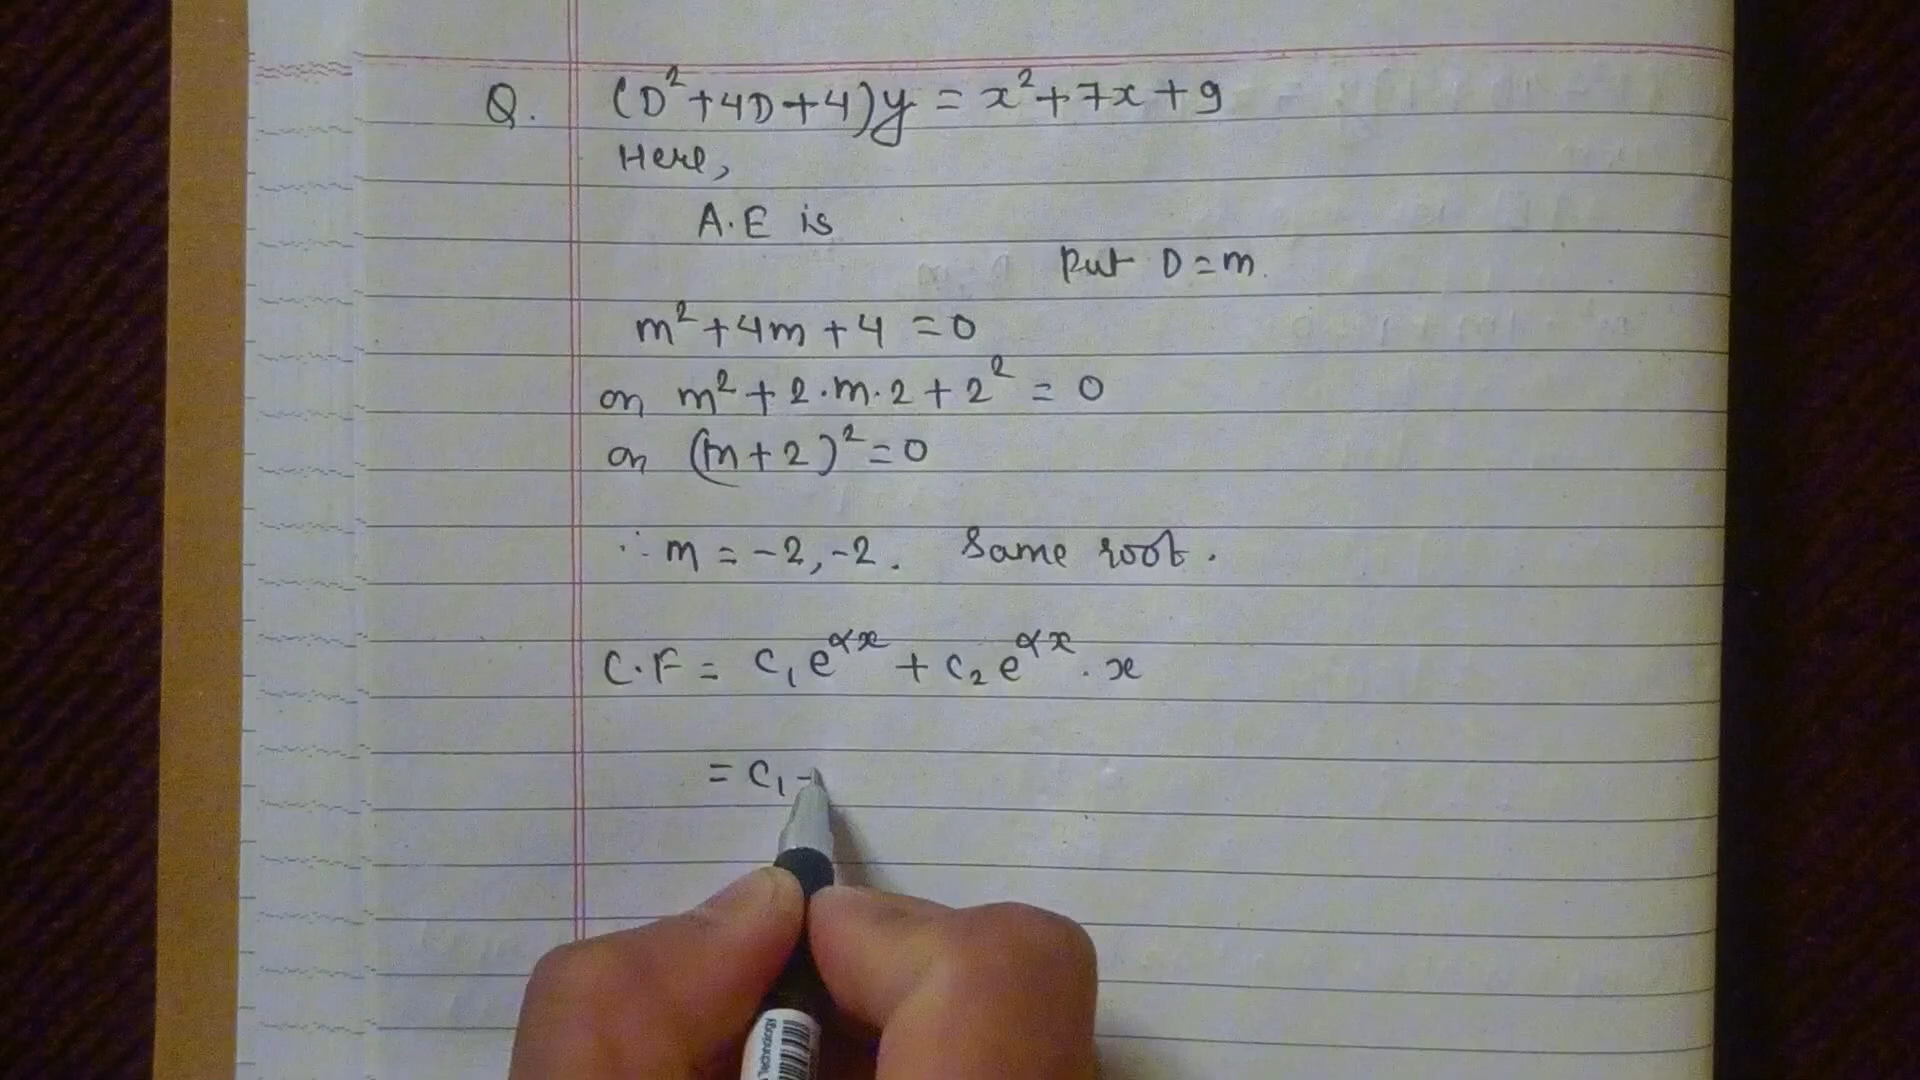 Q. (D²+4D+4)y = x²+7x+9
Here,
A.E is
Put D=m.
m²+4m+4 =0
or m²+2.m.2+2² = 0
or (m+2)²=0
∴ m = -2,-2. Same root.
C.F = C₁e^αx + C₂e^αx . x
= C₁